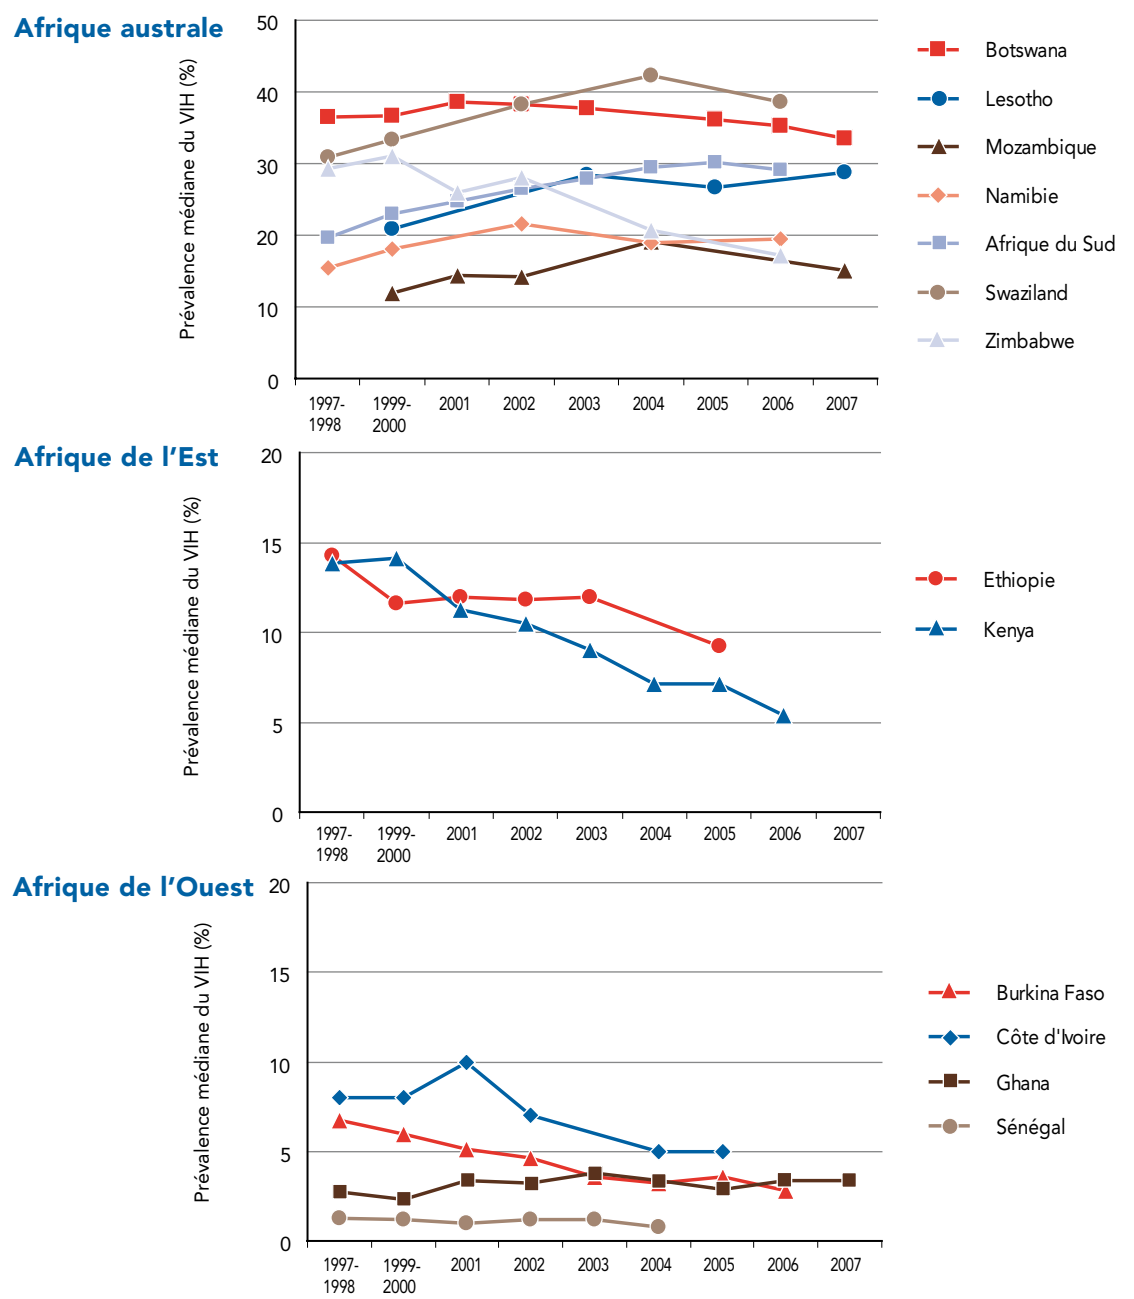 Afrique australe
Prévalence médiane du VIH (%)
50
40
30
20
10
0
1997-
1998
1999-
2000
2001
2002
2003
2004
2005
2006
2007
Botswana
Lesotho
Mozambique
Namibie
Afrique du Sud
Swaziland
Zimbabwe
Afrique de l’Est
Prévalence médiane du VIH (%)
20
15
10
5
0
1997-
1998
1999-
2000
2001
2002
2003
2004
2005
2006
2007
Ethiopie
Kenya
Afrique de l’Ouest
Prévalence médiane du VIH (%)
20
15
10
5
0
1997-
1998
1999-
2000
2001
2002
2003
2004
2005
2006
2007
Burkina Faso
Côte d'Ivoire
Ghana
Sénégal